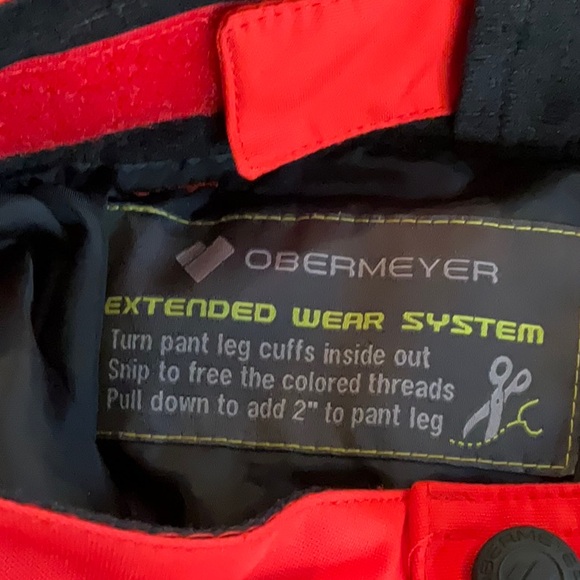 OBERMEYER
EXTENDED WEAR SYSTEM
Turn pant leg cuffs inside out
Snip to free the colored threads
Pull down to add 2" to pant leg